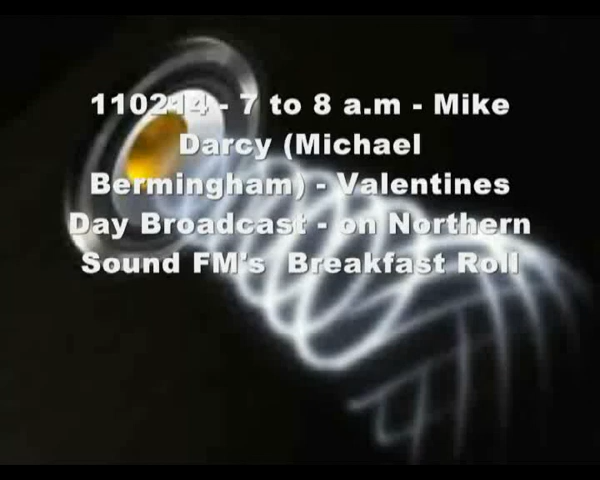 110214 - 7 to 8 a.m - Mike
Darcy (Michael
Bermingham) - Valentines
Day Broadcast - on Northern
Sound FM's  Breakfast Roll